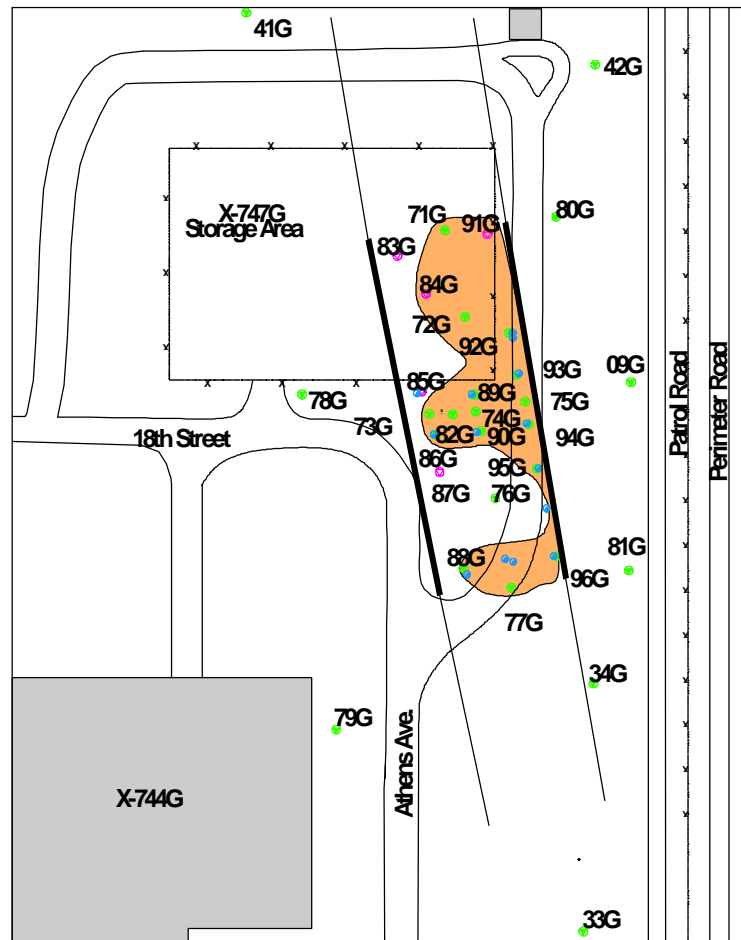 41G
42G
X-747G
Storage Area
71G
91G
80G
83G
84G
72G
92G
85G
89G
93G
09G
78G
73G
74G
75G
18th Street
82G
90G
94G
86G
95G
87G
76G
88G
81G
96G
77G
34G
79G
X-744G
Athens Ave.
Patrol Road
Perimeter Road
33G